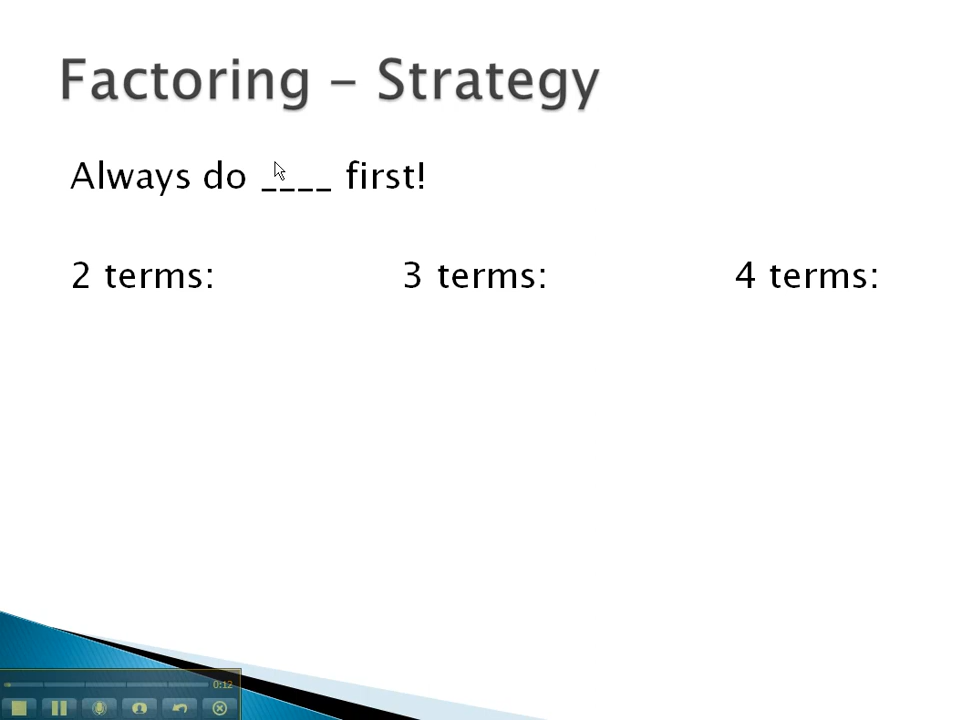 Factoring - Strategy
Always do ____ first!
2 terms: 3 terms: 4 terms:
0:12